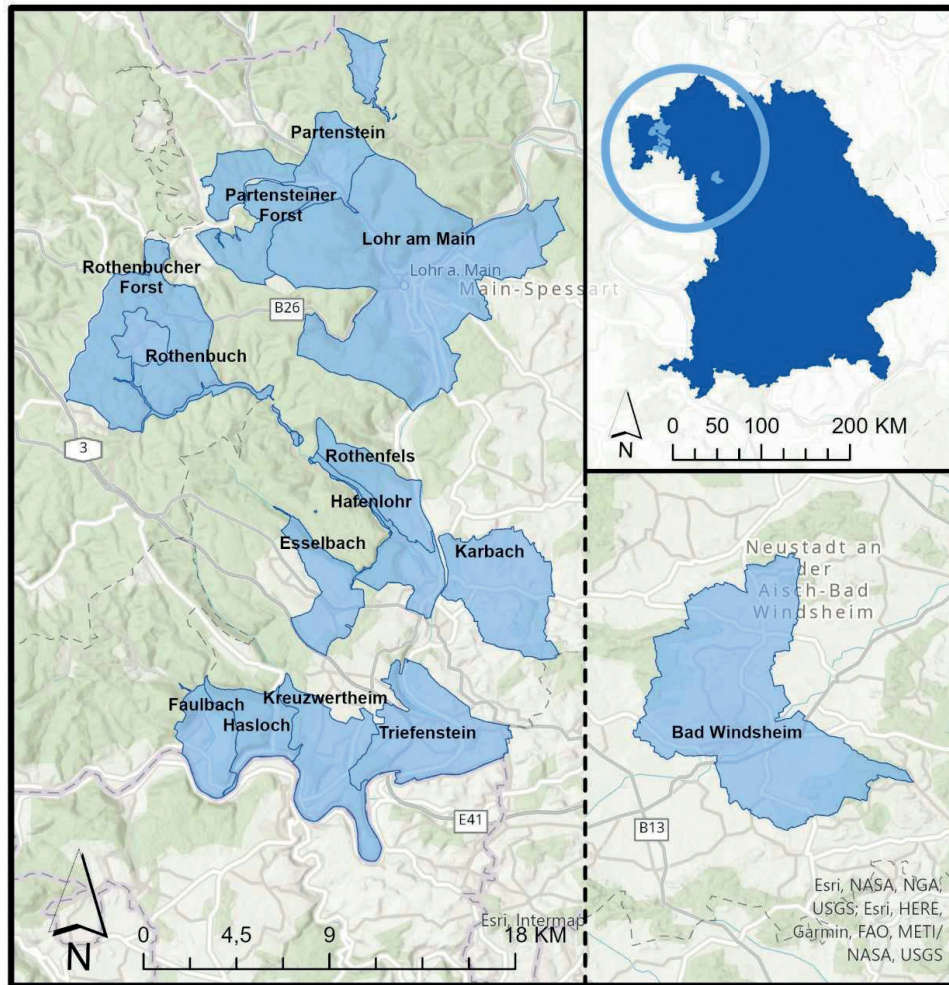 Partenstein
Partensteiner
Forst
Lohr am Main
Lohr a. Main
Main-Spessart
Rothenbucher
Forst
B26
Rothenbuch
3
Rothenfels
Hafenlohr
Esselbach
Karbach
Kreuzwertheim
Faulbach
Hasloch
Triefenstein
E41
Esri, Intermap
N
0 4,5 9 18 KM
N
0 50 100 200 KM
Neustadt an
der
Aisch-Bad
Windsheim
Bad Windsheim
B13
Esri, NASA, NGA,
USGS; Esri, HERE,
Garmin, FAO, METI/
NASA, USGS